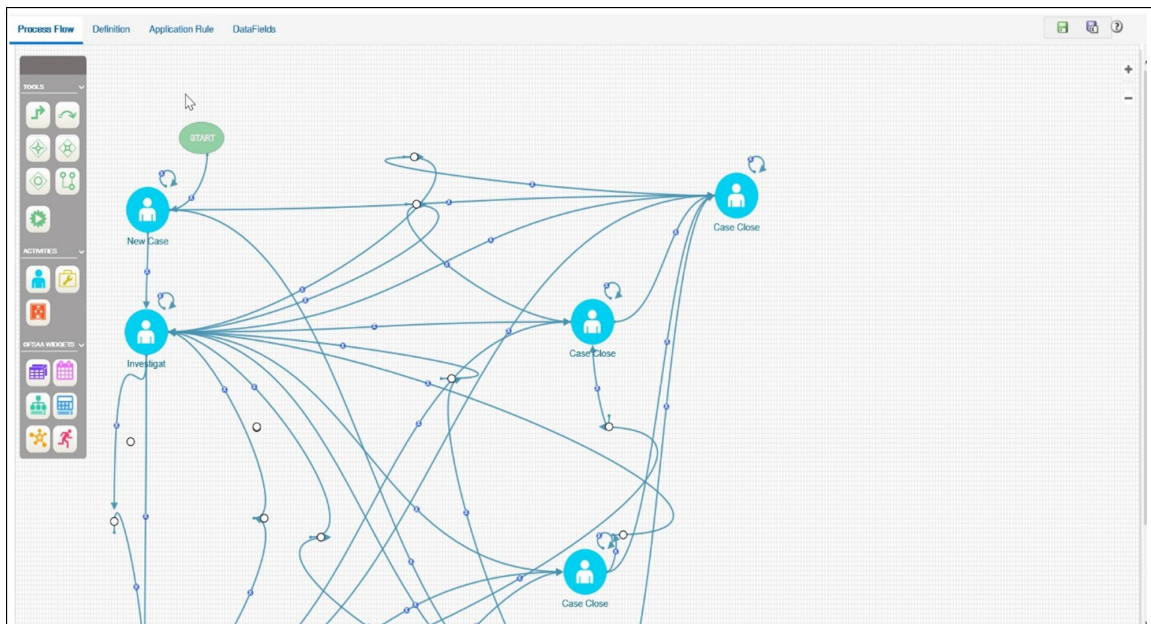 Process Flow Definition Application Rule DataFields
TOOLS
START
New Case
Case Close
ACTIVITIES
Case Close
OFSAA WIDGETS
Investigat
Case Close